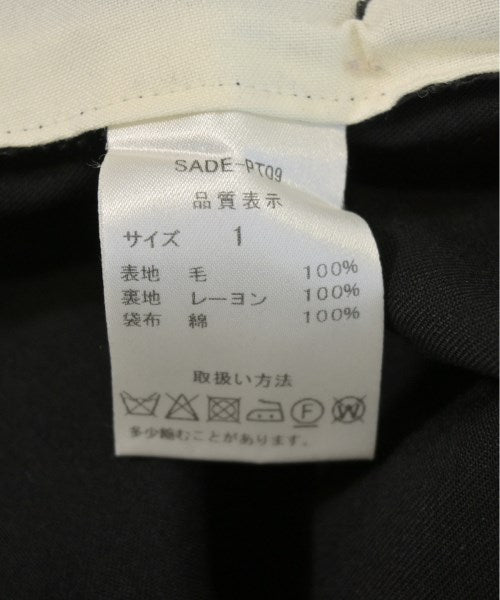 SADE-PT09
品質表示
サイズ 1
表地 毛 100%
裏地 レーヨン 100%
袋布 綿 100%
取扱い方法
F W
多少縮むことがあります。